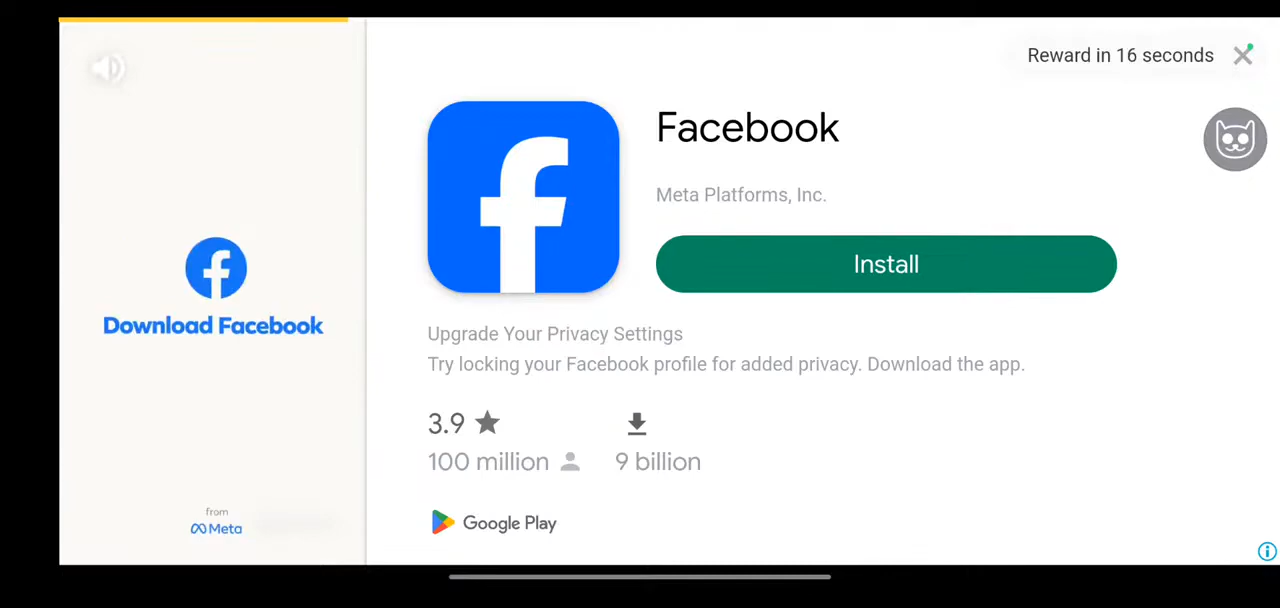 Reward in 16 seconds
Facebook
Meta Platforms, Inc.
Install
Download Facebook
Upgrade Your Privacy Settings
Try locking your Facebook profile for added privacy. Download the app.
3.9
100 million
9 billion
from
Meta
Google Play